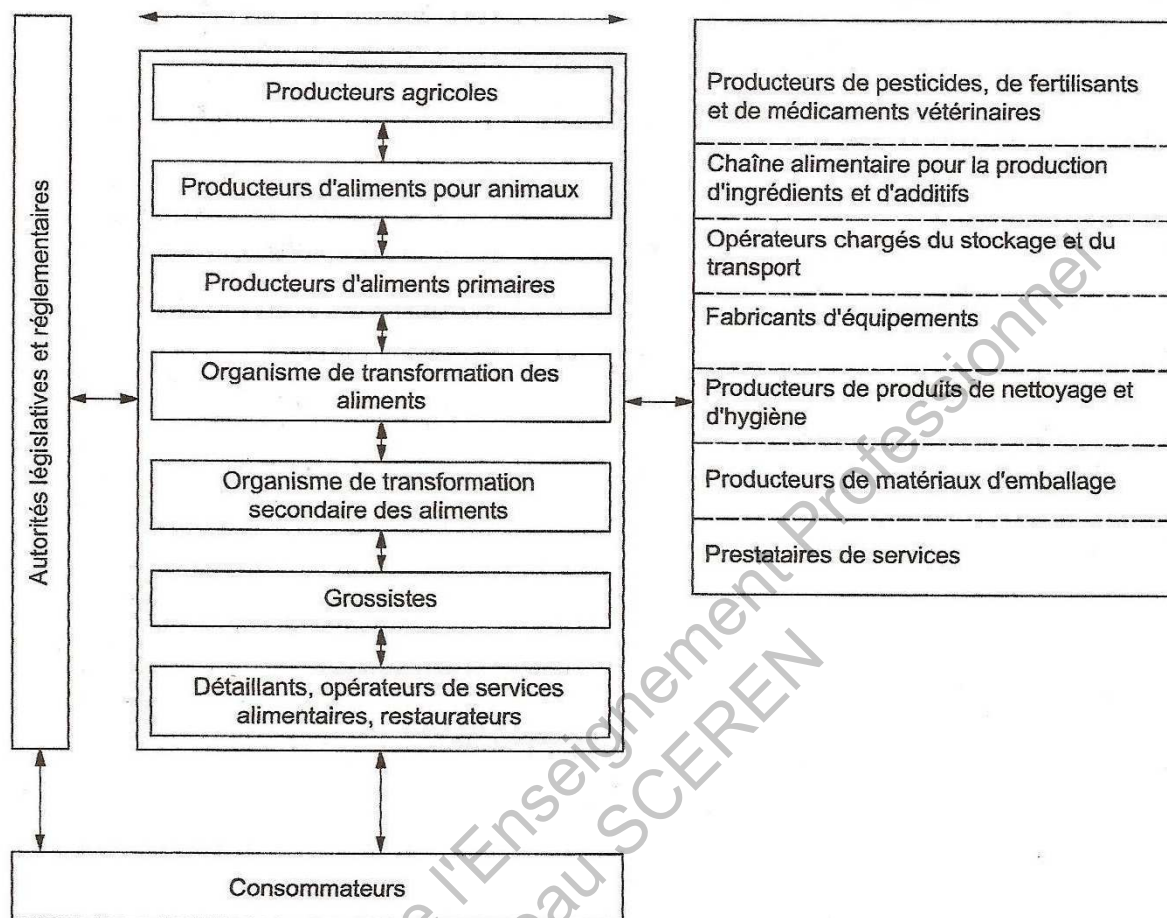 Autorités législatives et réglementaires
Producteurs agricoles
Producteurs d'aliments pour animaux
Producteurs d'aliments primaires
Organisme de transformation des
aliments
Organisme de transformation
secondaire des aliments
Grossistes
Détaillants, opérateurs de services
alimentaires, restaurateurs
Producteurs de pesticides, de fertilisants
et de médicaments vétérinaires
Chaîne alimentaire pour la production
d'ingrédients et d'additifs
Opérateurs chargés du stockage et du
transport
Fabricants d'équipements
Producteurs de produits de nettoyage et
d'hygiène
Producteurs de matériaux d'emballage
Prestataires de services
Consommateurs
de l'Enseignement Professionnel
SCEREN